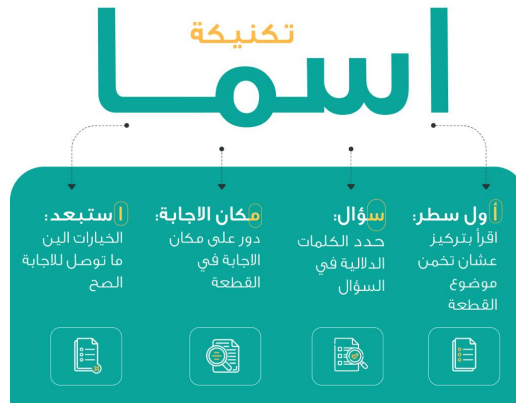 تكنيكة
اسما
أول سطر:
اقرأ بتركيز
عشان تخمن
موضوع
القطعة
سؤال:
حدد الكلمات
الدلالية في
السؤال
مكان الاجابة:
دور على مكان
الاجابة في
القطعة
استبعد:
الخيارات الين
ما توصل للاجابة
الصح